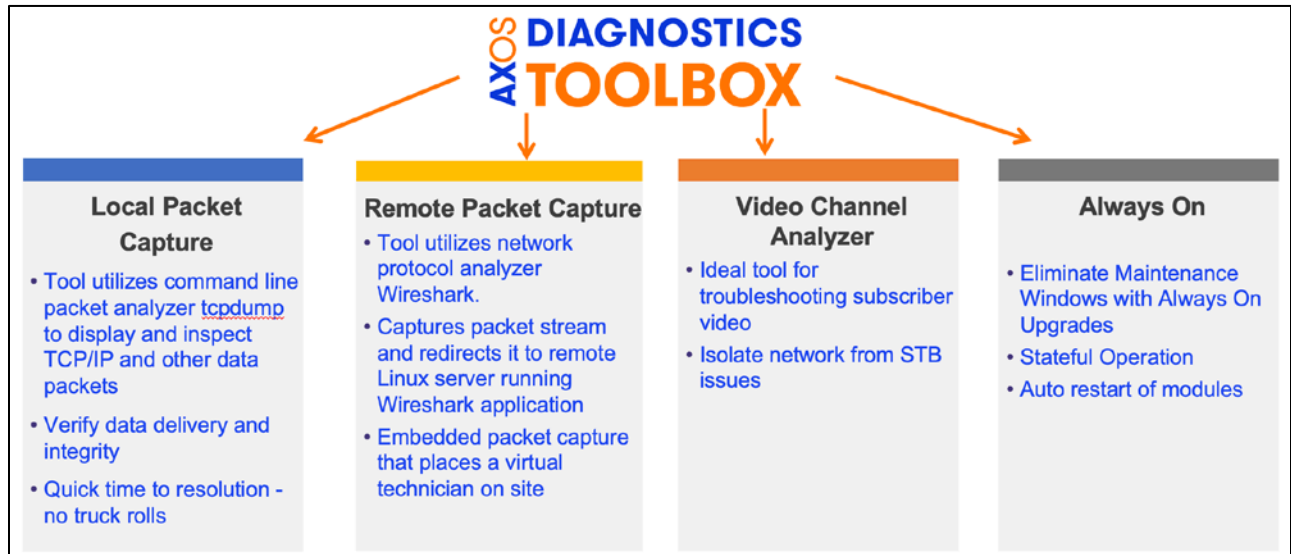 AXOS DIAGNOSTICS
TOOLBOX
Local Packet
Capture
• Tool utilizes command line
packet analyzer tcpdump
to display and inspect
TCP/IP and other data
packets
• Verify data delivery and
integrity
• Quick time to resolution -
no truck rolls
Remote Packet Capture
• Tool utilizes network
protocol analyzer
Wireshark.
• Captures packet stream
and redirects it to remote
Linux server running
Wireshark application
• Embedded packet capture
that places a virtual
technician on site
Video Channel
Analyzer
• Ideal tool for
troubleshooting subscriber
video
• Isolate network from STB
issues
Always On
• Eliminate Maintenance
Windows with Always On
Upgrades
• Stateful Operation
• Auto restart of modules